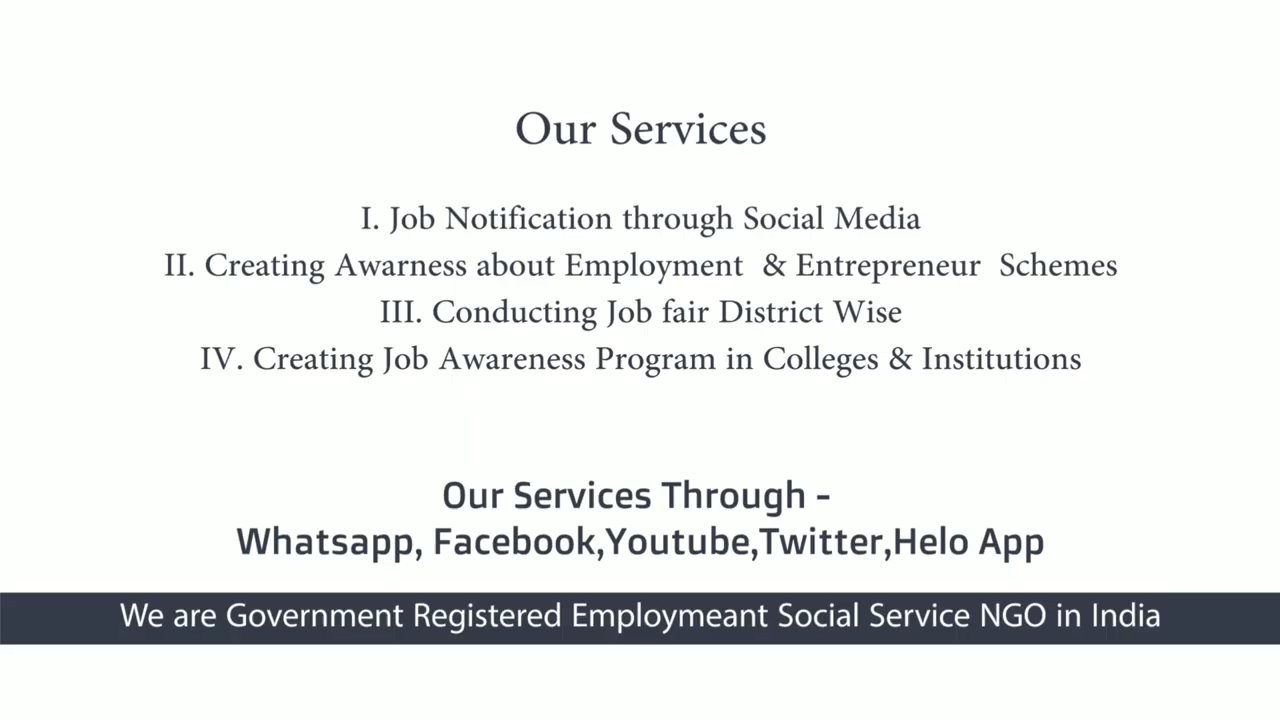 Our Services
I. Job Notification through Social Media
II. Creating Awarness about Employment & Entrepreneur Schemes
III. Conducting Job fair District Wise
IV. Creating Job Awareness Program in Colleges & Institutions
Our Services Through -
Whatsapp, Facebook,Youtube,Twitter,Helo App
We are Government Registered Employmeant Social Service NGO in India